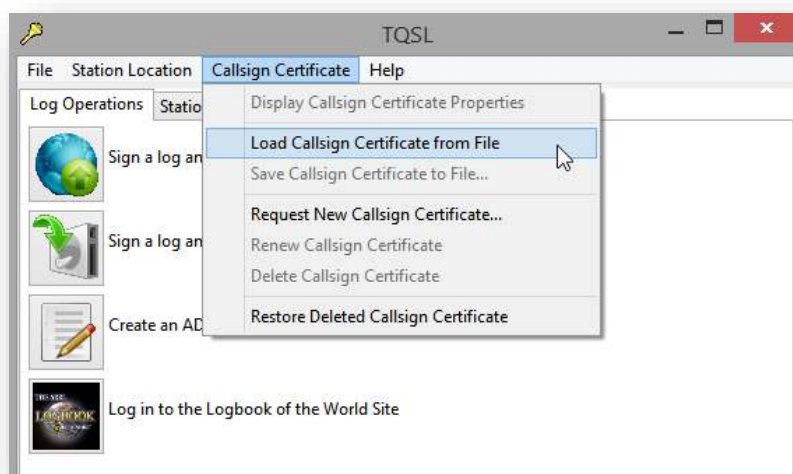 TQSL
File Station Location Callsign Certificate Help
Log Operations Statio
Display Callsign Certificate Properties
Load Callsign Certificate from File
Save Callsign Certificate to File...
Request New Callsign Certificate...
Renew Callsign Certificate
Delete Callsign Certificate
Restore Deleted Callsign Certificate
Sign a log an
Sign a log an
Create an AD
LOGBOOK
Log in to the Logbook of the World Site